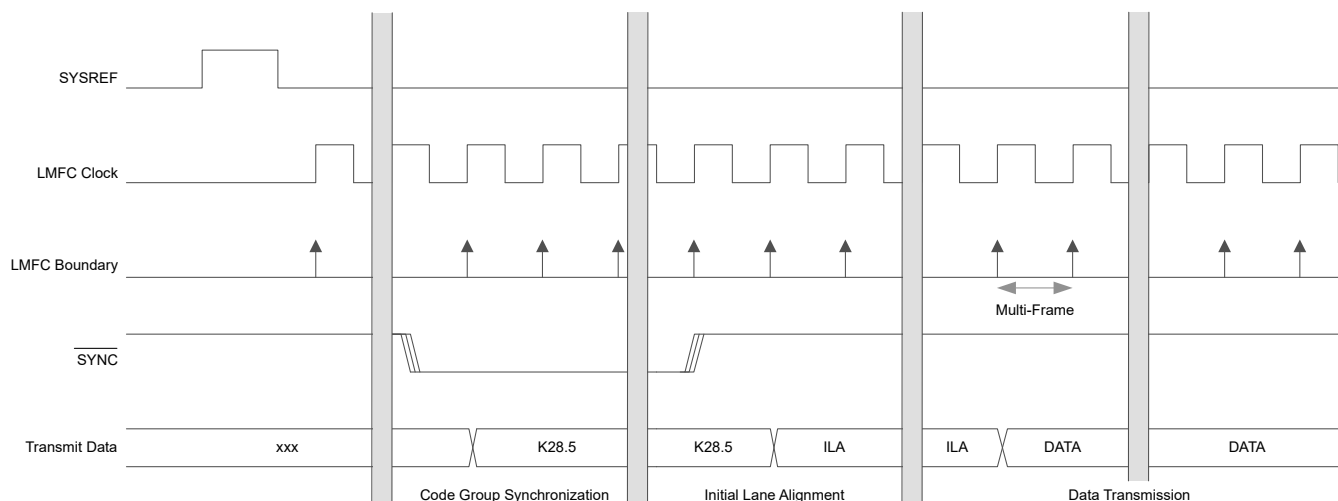 SYSREF
LMFC Clock
LMFC Boundary
Multi-Frame
SYNC
Transmit Data
xxx
K28.5
K28.5
ILA
ILA
DATA
DATA
Code Group Synchronization
Initial Lane Alignment
Data Transmission